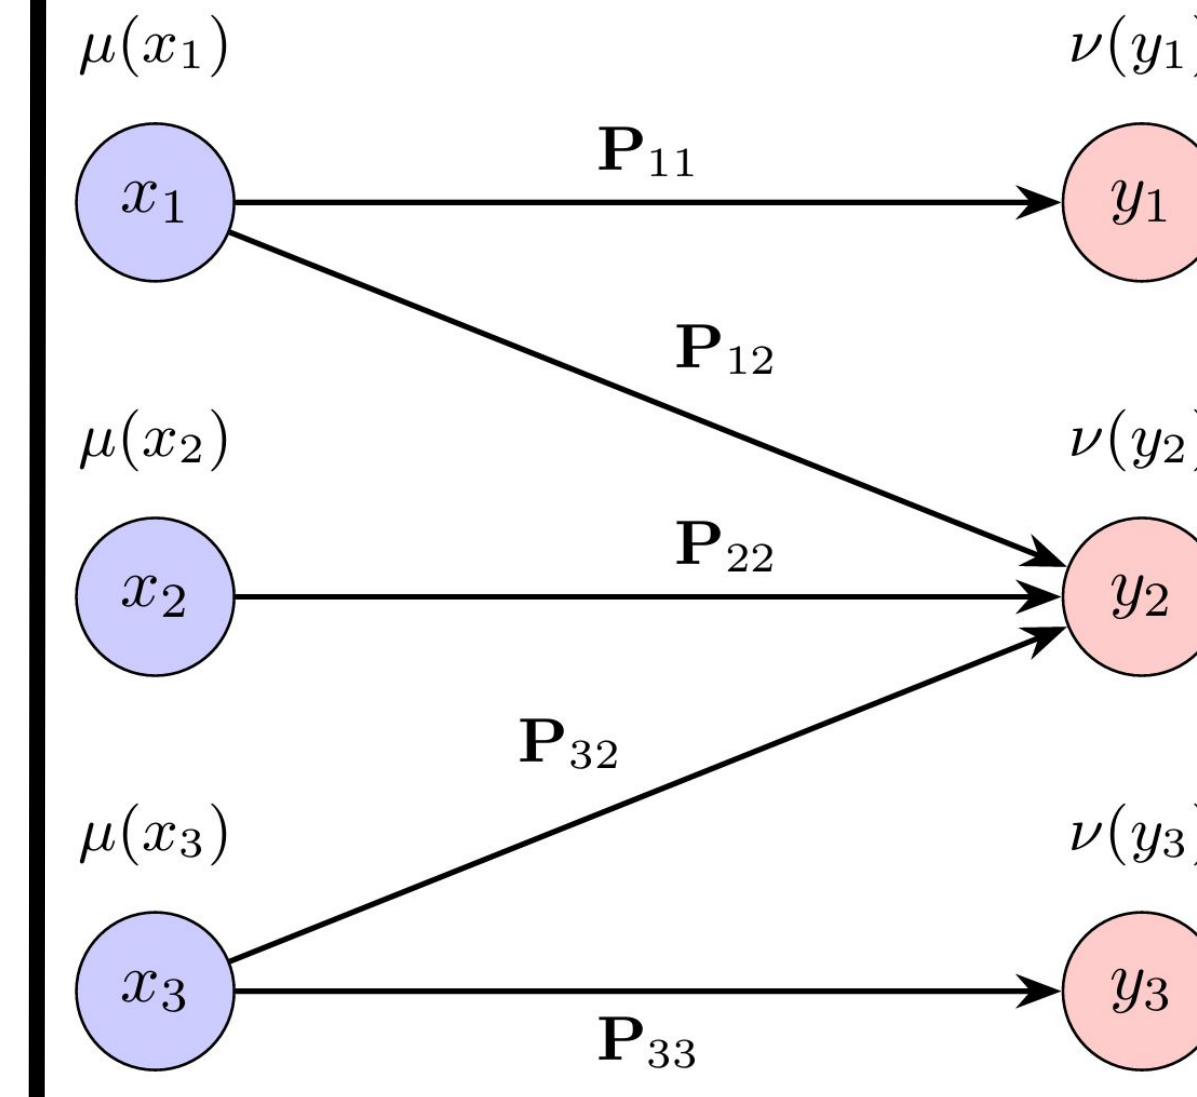 μ(x₁) ν(y₁)
P₁₁
x₁ y₁
P₁₂
μ(x₂) ν(y₂)
P₂₂
x₂ y₂
P₃₂
μ(x₃) ν(y₃)
x₃ y₃
P₃₃